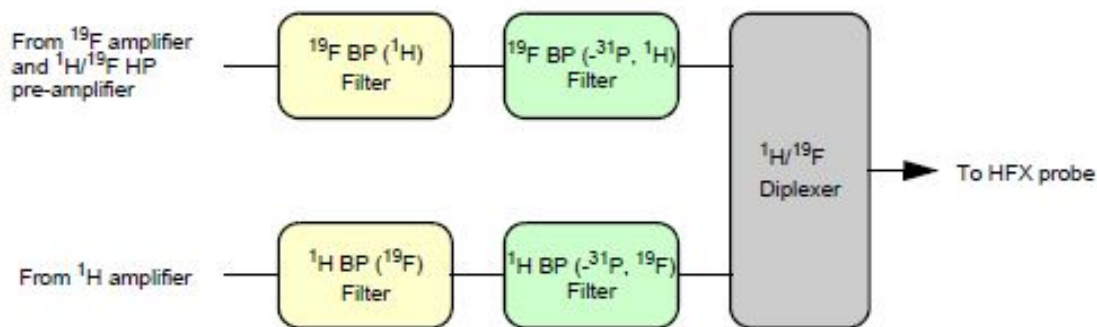 From ¹⁹F amplifier
and ¹H/¹⁹F HP
pre-amplifier
¹⁹F BP (¹H)
Filter
¹⁹F BP (-³¹P, ¹H)
Filter
¹H/¹⁹F
Diplexer
To HFX probe
From ¹H amplifier
¹H BP (¹⁹F)
Filter
¹H BP (-³¹P, ¹⁹F)
Filter